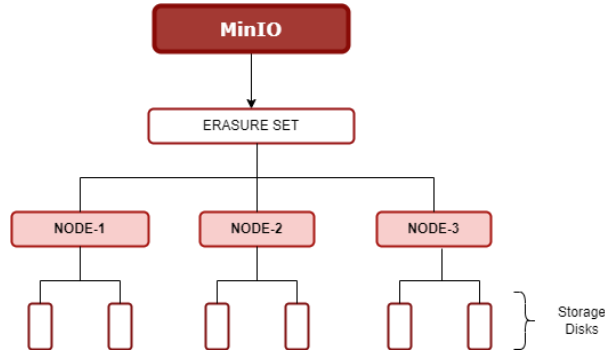 MinIO
ERASURE SET
NODE-1
NODE-2
NODE-3
Storage
Disks